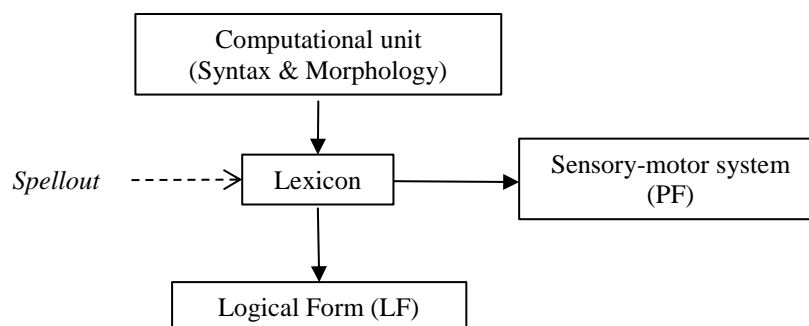 Computational unit
(Syntax & Morphology)
Spellout
Lexicon
Sensory-motor system
(PF)
Logical Form (LF)